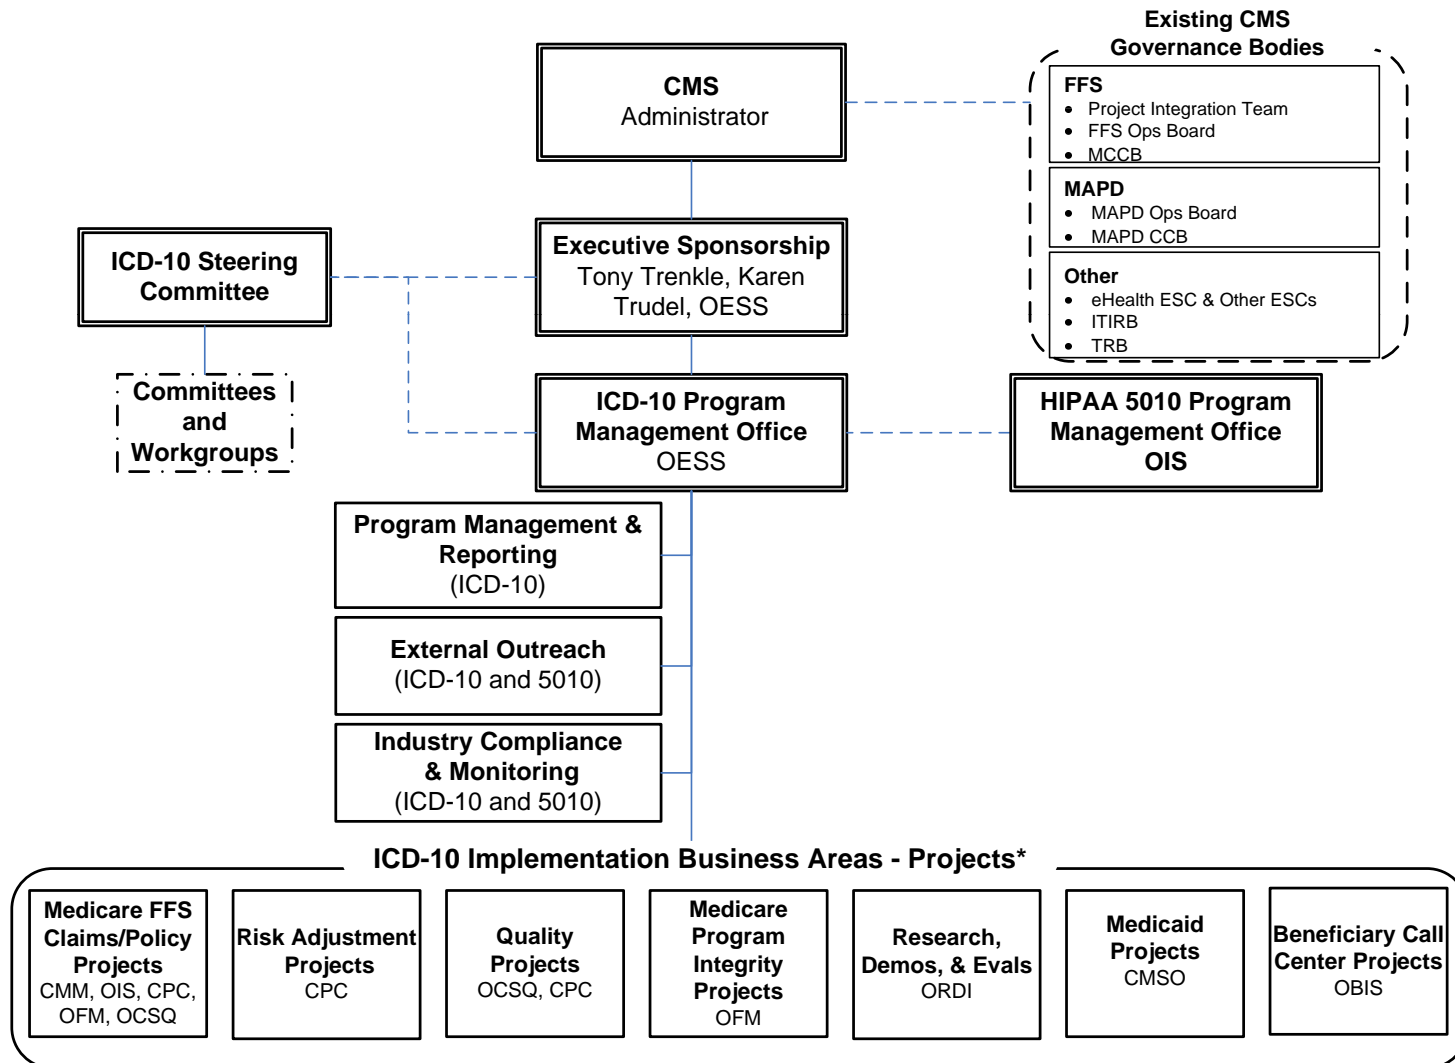 Existing CMS
Governance Bodies
CMS
Administrator
FFS
• Project Integration Team
• FFS Ops Board
• MCCB
MAPD
• MAPD Ops Board
• MAPD CCB
Other
• eHealth ESC & Other ESCs
• ITIRB
• TRB
ICD-10 Steering
Committee
Executive Sponsorship
Tony Trenkle, Karen
Trudel, OESS
Committees
and
Workgroups
ICD-10 Program
Management Office
OESS
HIPAA 5010 Program
Management Office
OIS
Program Management &
Reporting
(ICD-10)
External Outreach
(ICD-10 and 5010)
Industry Compliance
& Monitoring
(ICD-10 and 5010)
ICD-10 Implementation Business Areas - Projects*
Medicare FFS
Claims/Policy
Projects
CMM, OIS, CPC,
OFM, OCSQ
Risk Adjustment
Projects
CPC
Quality
Projects
OCSQ, CPC
Medicare
Program
Integrity
Projects
OFM
Research,
Demos, & Evals
ORDI
Medicaid
Projects
CMSO
Beneficiary Call
Center Projects
OBIS